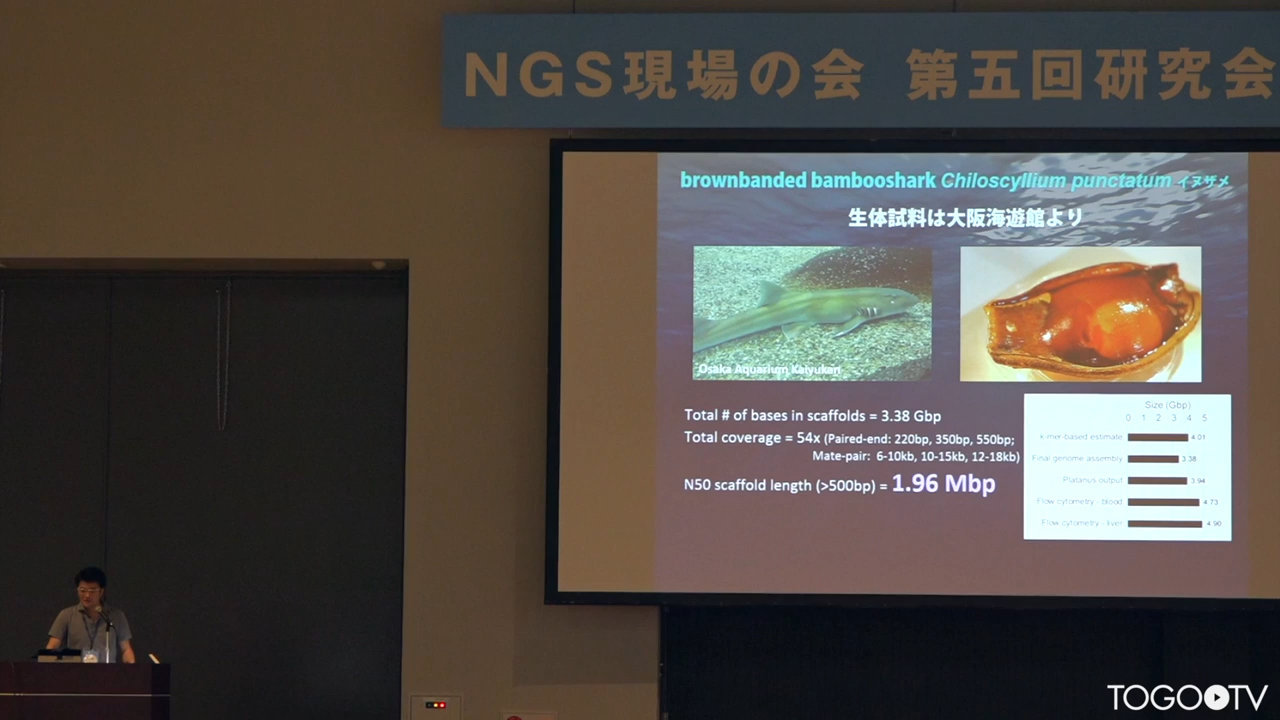 NGS現場の会 第五回研究会
brownbanded bambooshark Chiloscyllium punctatum イヌザメ
生体試料は大阪海遊館より
Osaka Aquarium Kaiyukan
Total # of bases in scaffolds = 3.38 Gbp
Total coverage = 54x (Paired-end: 220bp, 350bp, 550bp;
Mate-pair: 6-10kb, 10-15kb, 12-18kb)
N50 scaffold length (>500bp) = 1.96 Mbp
Size (Gbp)
0 1 2 3 4 5
k-mer-based estimate 4.01
Final genome assembly 3.38
Platanus output 3.94
Flow cytometry - blood 4.73
Flow cytometry - liver 4.90
TOGOTV